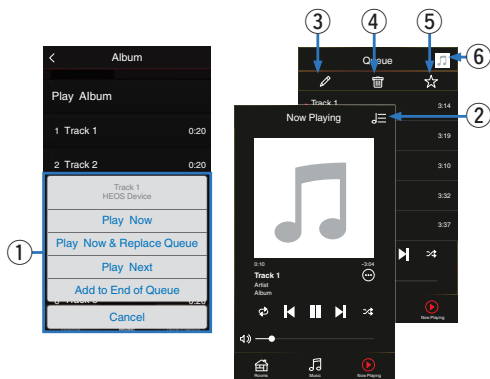 ③
④
⑤
Album
Queue
⑥
Play Album
Track 1
3:14
Now Playing
②
1 Track 1
0:20
3:19
2 Track 2
0:20
3:10
Track 1
HEOS Device
3:32
Play Now
3:37
①
Play Now & Replace Queue
Play Next
Add to End of Queue
0:20
Cancel
0:10
-3:04
Track 1
Artist
Album
Now Playing
Rooms
Music
Now Playing